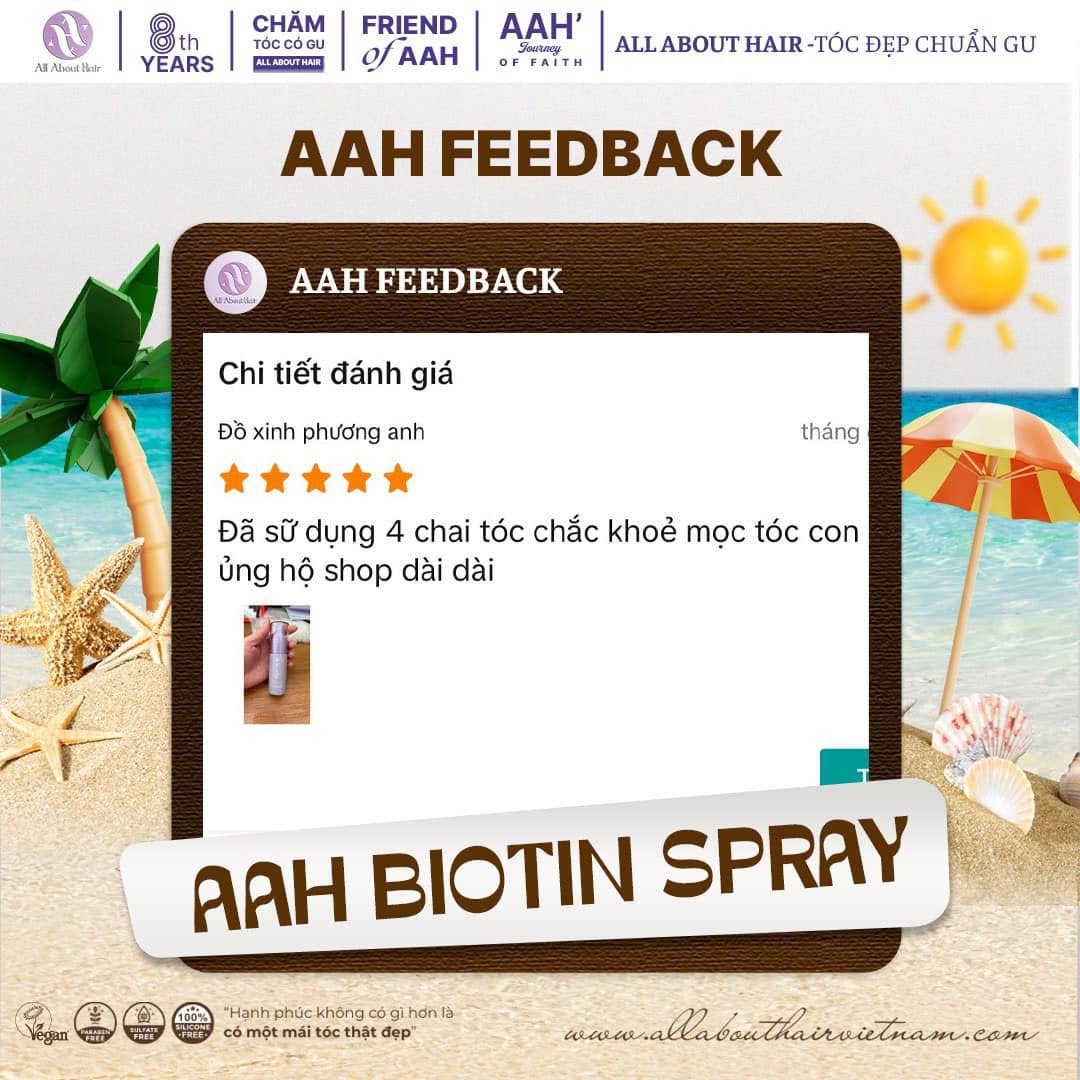 All About Hair
8th
YEARS
CHĂM
TÓC CÓ GU
ALL ABOUT HAIR
FRIEND
of AAH
AAH'
Journey
OF FAITH
ALL ABOUT HAIR -TÓC ĐẸP CHUẨN GU
AAH FEEDBACK
All About Hair
AAH FEEDBACK
Chi tiết đánh giá
Đồ xinh phương anh
tháng
Đã sữ dụng 4 chai tóc chắc khoẻ mọc tóc con
ủng hộ shop dài dài
AAH BIOTIN SPRAY
Vegan
PARABEN
FREE
SULFATE
FREE
100%
SILICONE
•FREE•
"Hạnh phúc không có gì hơn là
có một mái tóc thật đẹp"
www.allabouthairvietnam.com